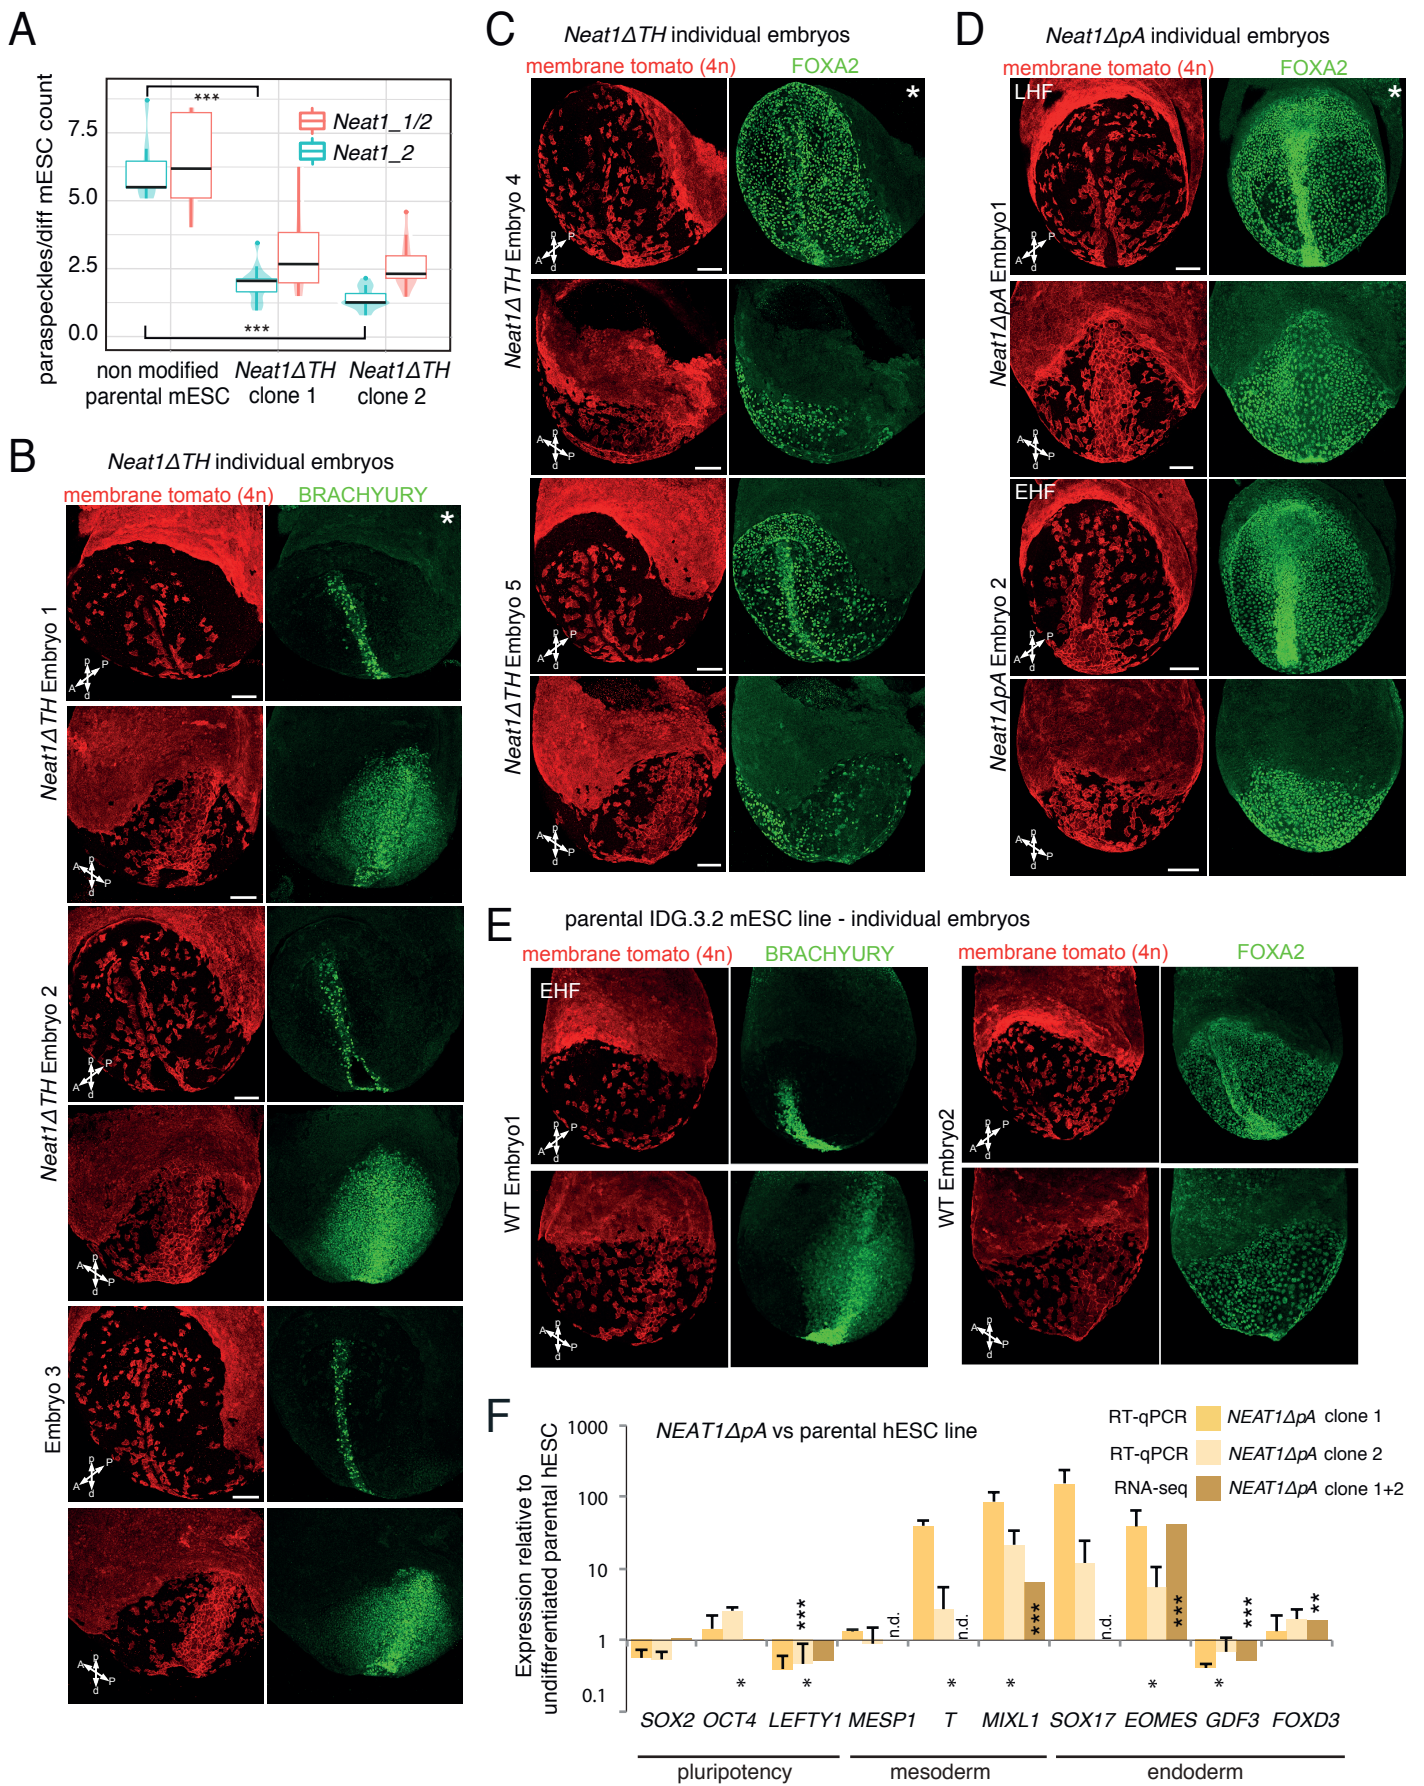 A
paraspeckles/diff mESC count
7.5
5.0
2.5
0.0
***
***
Neat1_1/2
Neat1_2
non modified
parental mESC
Neat1ΔTH
clone 1
Neat1ΔTH
clone 2
B
Neat1ΔTH individual embryos
membrane tomato (4n)
BRACHYURY
*
Neat1ΔTH Embryo 1
p
A
P
d
p
A
P
d
Neat1ΔTH Embryo 2
p
A
P
d
p
A
P
d
Embryo 3
p
A
P
d
p
A
P
d
C
Neat1ΔTH individual embryos
membrane tomato (4n)
FOXA2
*
Neat1ΔTH Embryo 4
p
A
P
d
p
A
P
d
Neat1ΔTH Embryo 5
p
A
P
d
p
A
P
d
D
Neat1ΔpA individual embryos
membrane tomato (4n)
FOXA2
LHF
*
Neat1ΔpA Embryo1
EHF
Neat1ΔpA Embryo 2
E
parental IDG.3.2 mESC line - individual embryos
membrane tomato (4n)
BRACHYURY
EHF
WT Embryo1
p
A
P
d
p
A
P
d
membrane tomato (4n)
FOXA2
WT Embryo2
p
A
P
d
p
A
P
d
F
NEAT1ΔpA vs parental hESC line
RT-qPCR NEAT1ΔpA clone 1
RT-qPCR NEAT1ΔpA clone 2
RNA-seq NEAT1ΔpA clone 1+2
Expression relative to
undifferentiated parental hESC
1000
100
10
1
0.1
***
n.d.
n.d.
***
n.d.
***
***
**
* * * * * *
SOX2 OCT4 LEFTY1 MESP1 T MIXL1 SOX17 EOMES GDF3 FOXD3
pluripotency mesoderm endoderm